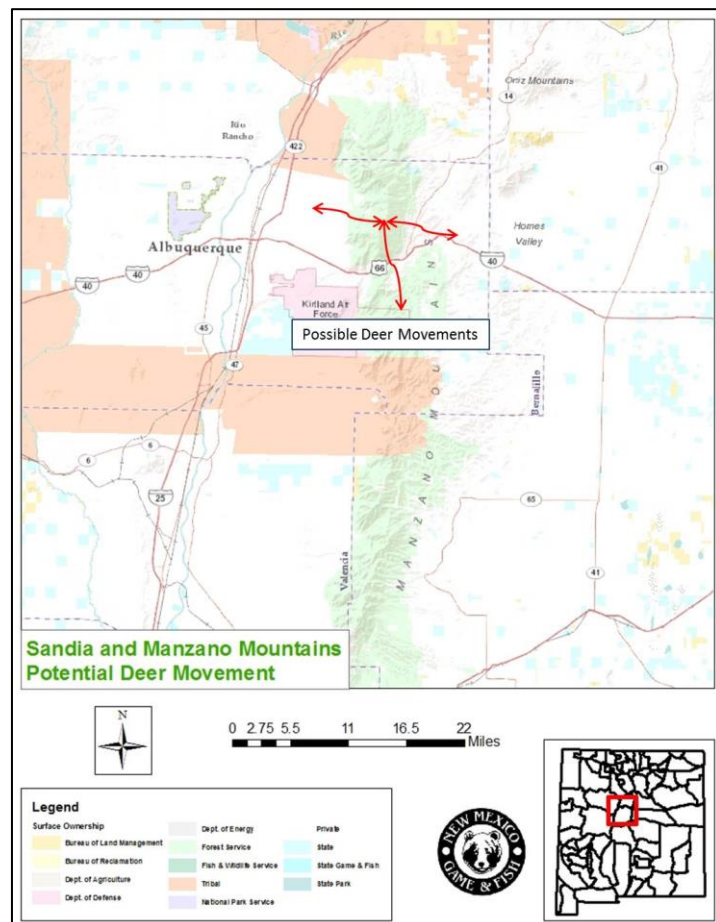 Rio
Ortiz Mountains
14
Rio
Rancho
41
422
Homes
Valley
Albuquerque
66
40
40
40
40
Kirtland Air
Force
45
Possible Deer Movements
47
Bernalillo
6
6
25
65
MANZANO MOUNTAINS
Valencia
41
Sandia and Manzano Mountains
Potential Deer Movement
N
0 2.75 5.5 11 16.5 22
Miles
Legend
Surface Ownership
Bureau of Land Management
Bureau of Reclamation
Dept. of Agriculture
Dept. of Defense
Dept. of Energy
Forest Service
Fish & Wildlife Service
Tribal
National Park Service
Private
State
State Game & Fish
State Park
NEW MEXICO
GAME & FISH